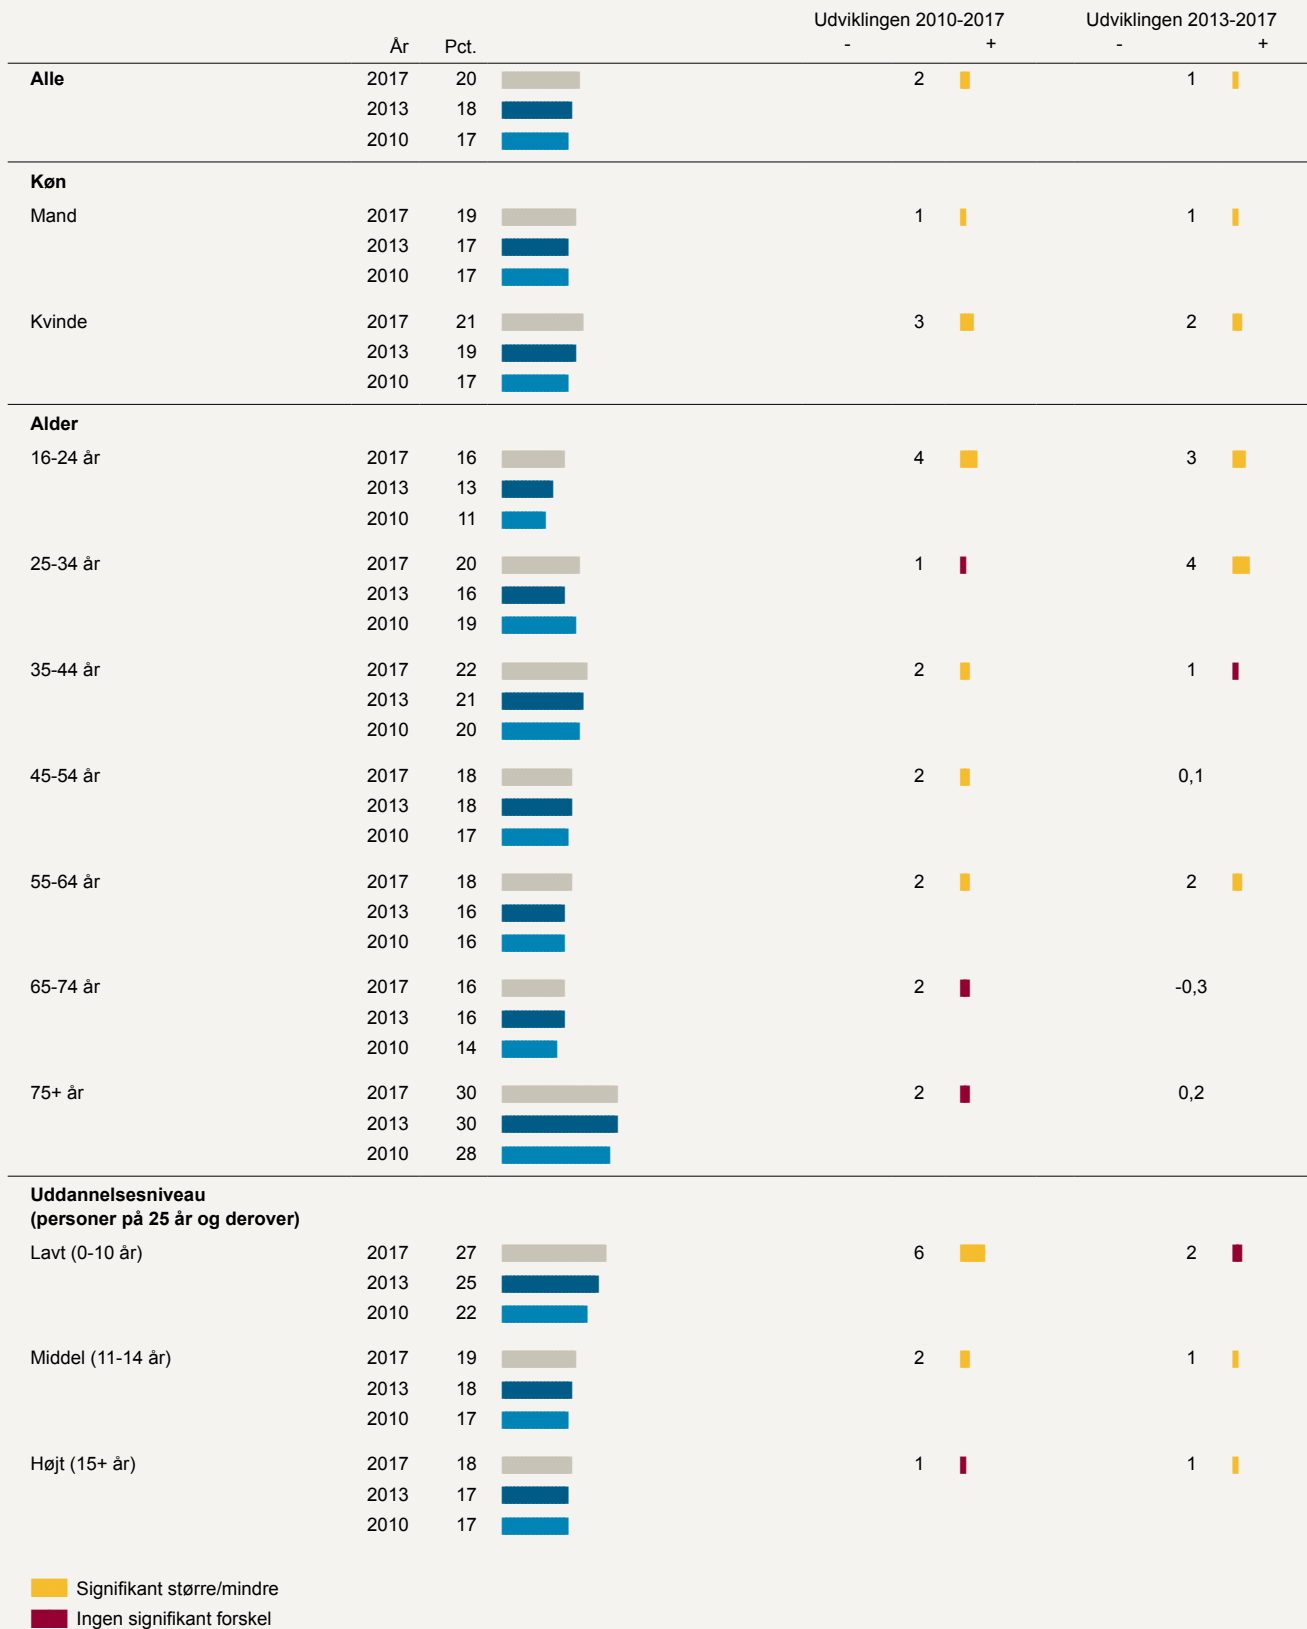 Udviklingen 2010-2017 Udviklingen 2013-2017
År Pct. - + - +
Alle 2017 20 2 1
2013 18
2010 17
Køn
Mand 2017 19 1 1
2013 17
2010 17
Kvinde 2017 21 3 2
2013 19
2010 17
Alder
16-24 år 2017 16 4 3
2013 13
2010 11
25-34 år 2017 20 1 4
2013 16
2010 19
35-44 år 2017 22 2 1
2013 21
2010 20
45-54 år 2017 18 2 0,1
2013 18
2010 17
55-64 år 2017 18 2 2
2013 16
2010 16
65-74 år 2017 16 2 -0,3
2013 16
2010 14
75+ år 2017 30 2 0,2
2013 30
2010 28
Uddannelsesniveau
(personer på 25 år og derover)
Lavt (0-10 år) 2017 27 6 2
2013 25
2010 22
Middel (11-14 år) 2017 19 2 1
2013 18
2010 17
Højt (15+ år) 2017 18 1 1
2013 17
2010 17
Signifikant større/mindre
Ingen signifikant forskel